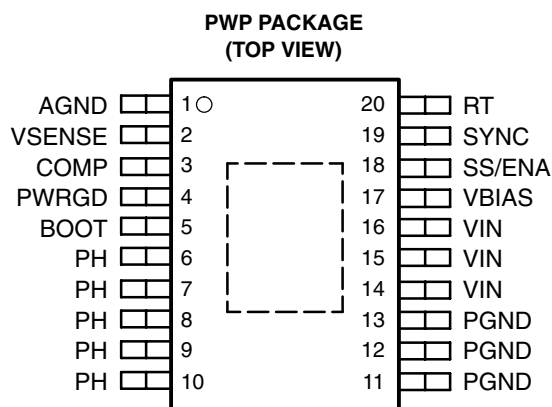 PWP PACKAGE
(TOP VIEW)
AGND 1 20 RT
VSENSE 2 19 SYNC
COMP 3 18 SS/ENA
PWRGD 4 17 VBIAS
BOOT 5 16 VIN
PH 6 15 VIN
PH 7 14 VIN
PH 8 13 PGND
PH 9 12 PGND
PH 10 11 PGND